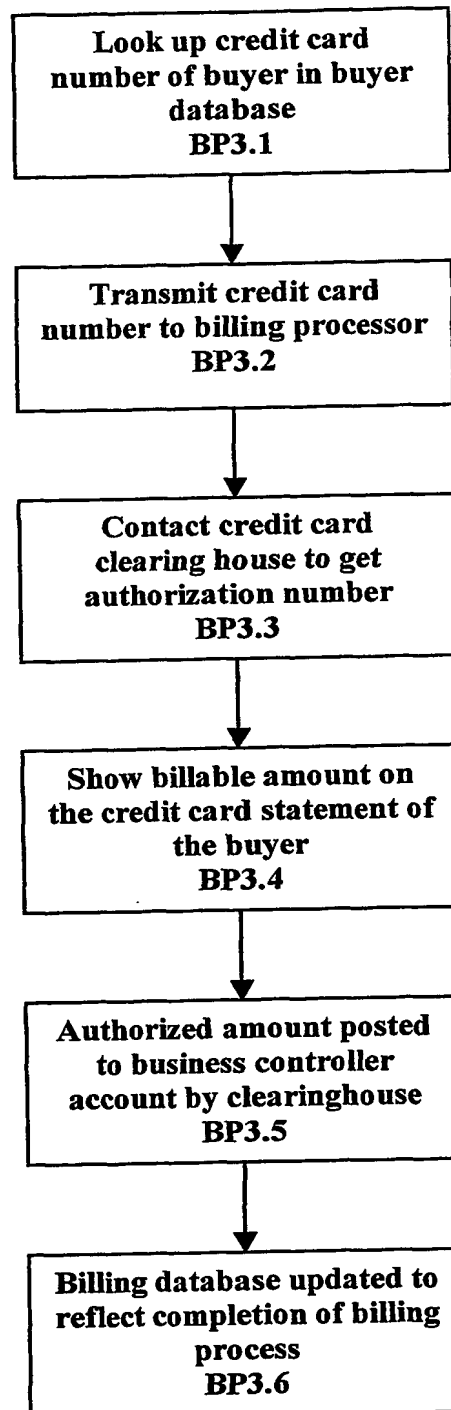 Look up credit card
number of buyer in buyer
database
BP3.1
Transmit credit card
number to billing processor
BP3.2
Contact credit card
clearing house to get
authorization number
BP3.3
Show billable amount on
the credit card statement of
the buyer
BP3.4
Authorized amount posted
to business controller
account by clearinghouse
BP3.5
Billing database updated to
reflect completion of billing
process
BP3.6